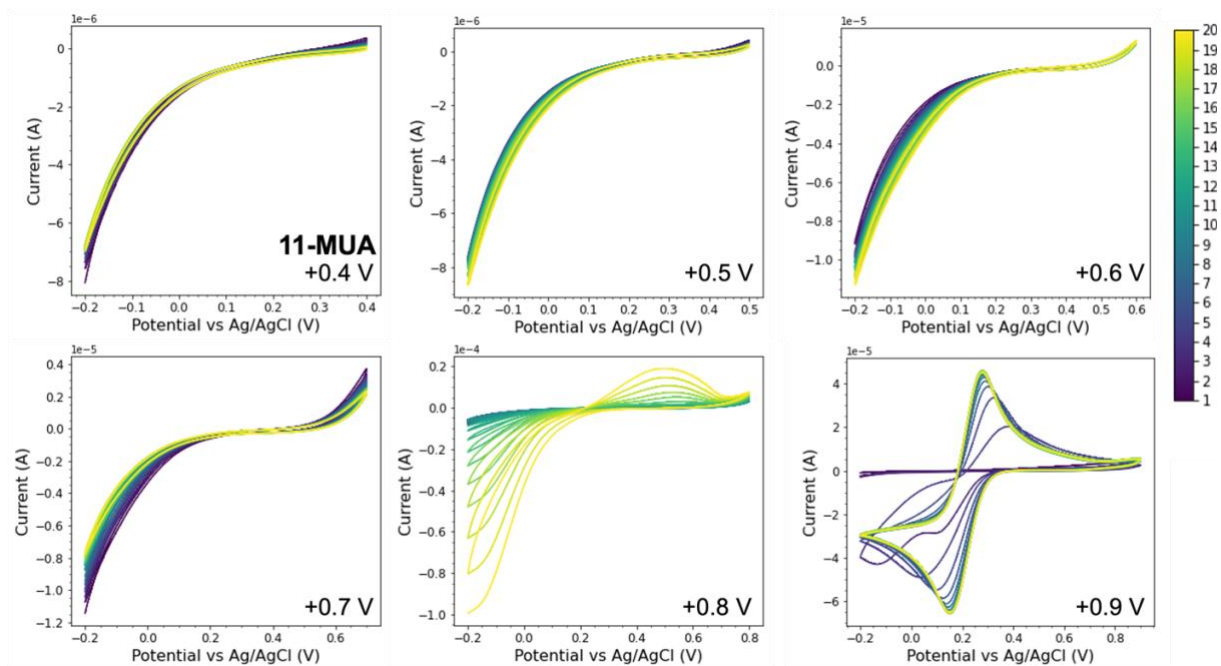 1e−6
0
−2
−4
−6
−8
Current (A)
11-MUA
+0.4 V
−0.2 −0.1 0.0 0.1 0.2 0.3 0.4
Potential vs Ag/AgCl (V)
1e−6
0
−2
−4
−6
−8
Current (A)
+0.5 V
−0.2 −0.1 0.0 0.1 0.2 0.3 0.4 0.5
Potential vs Ag/AgCl (V)
1e−5
0.0
−0.2
−0.4
−0.6
−0.8
−1.0
Current (A)
+0.6 V
−0.2 −0.1 0.0 0.1 0.2 0.3 0.4 0.5 0.6
Potential vs Ag/AgCl (V)
20
19
18
17
16
15
14
13
12
11
10
9
8
7
6
5
4
3
2
1
1e−5
0.4
0.2
0.0
−0.2
−0.4
−0.6
−0.8
−1.0
−1.2
Current (A)
+0.7 V
−0.2 0.0 0.2 0.4 0.6
Potential vs Ag/AgCl (V)
1e−4
0.2
0.0
−0.2
−0.4
−0.6
−0.8
−1.0
Current (A)
+0.8 V
−0.2 0.0 0.2 0.4 0.6 0.8
Potential vs Ag/AgCl (V)
1e−5
4
2
0
−2
−4
−6
Current (A)
+0.9 V
−0.2 0.0 0.2 0.4 0.6 0.8
Potential vs Ag/AgCl (V)